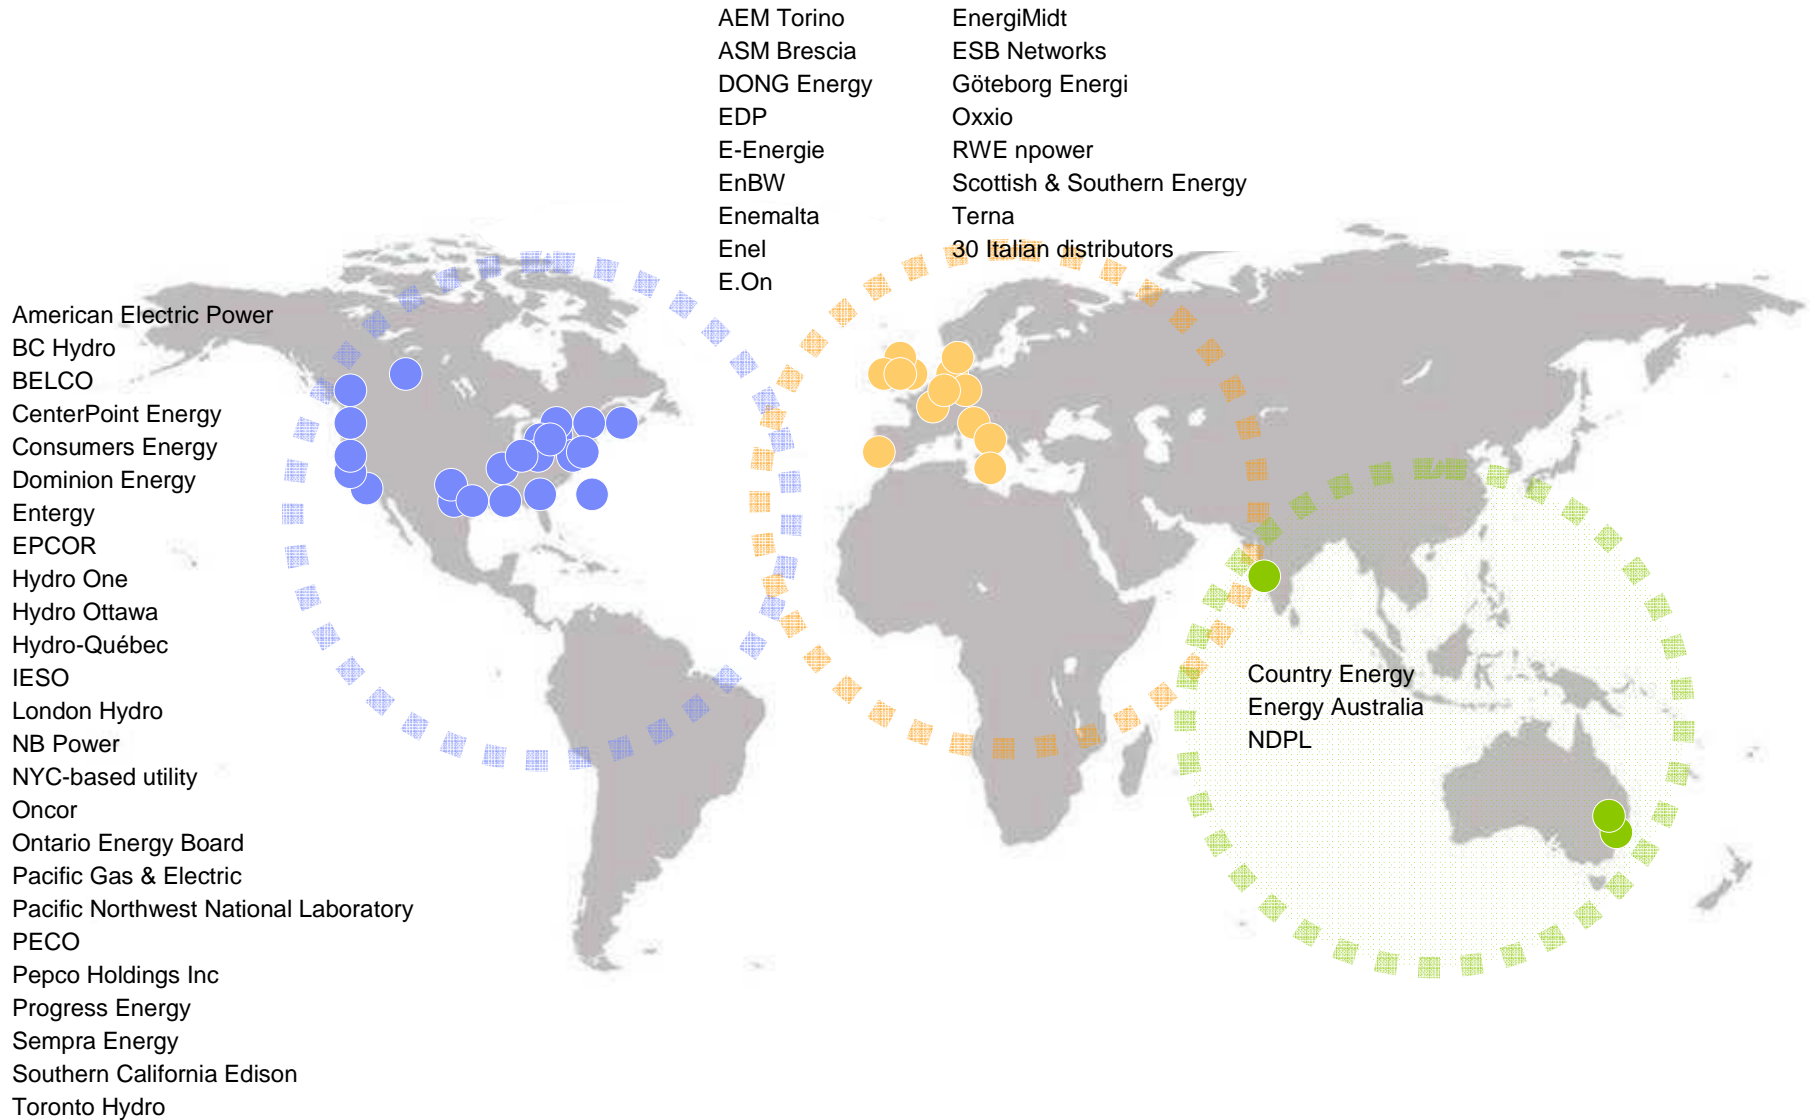 AEM Torino
ASM Brescia
DONG Energy
EDP
E-Energie
EnBW
Enemalta
Enel
E.On
EnergiMidt
ESB Networks
Göteborg Energi
Oxxio
RWE npower
Scottish & Southern Energy
Terna
30 Italian distributors
American Electric Power
BC Hydro
BELCO
CenterPoint Energy
Consumers Energy
Dominion Energy
Entergy
EPCOR
Hydro One
Hydro Ottawa
Hydro-Québec
IESO
London Hydro
NB Power
NYC-based utility
Oncor
Ontario Energy Board
Pacific Gas & Electric
Pacific Northwest National Laboratory
PECO
Pepco Holdings Inc
Progress Energy
Sempra Energy
Southern California Edison
Toronto Hydro
Country Energy
Energy Australia
NDPL